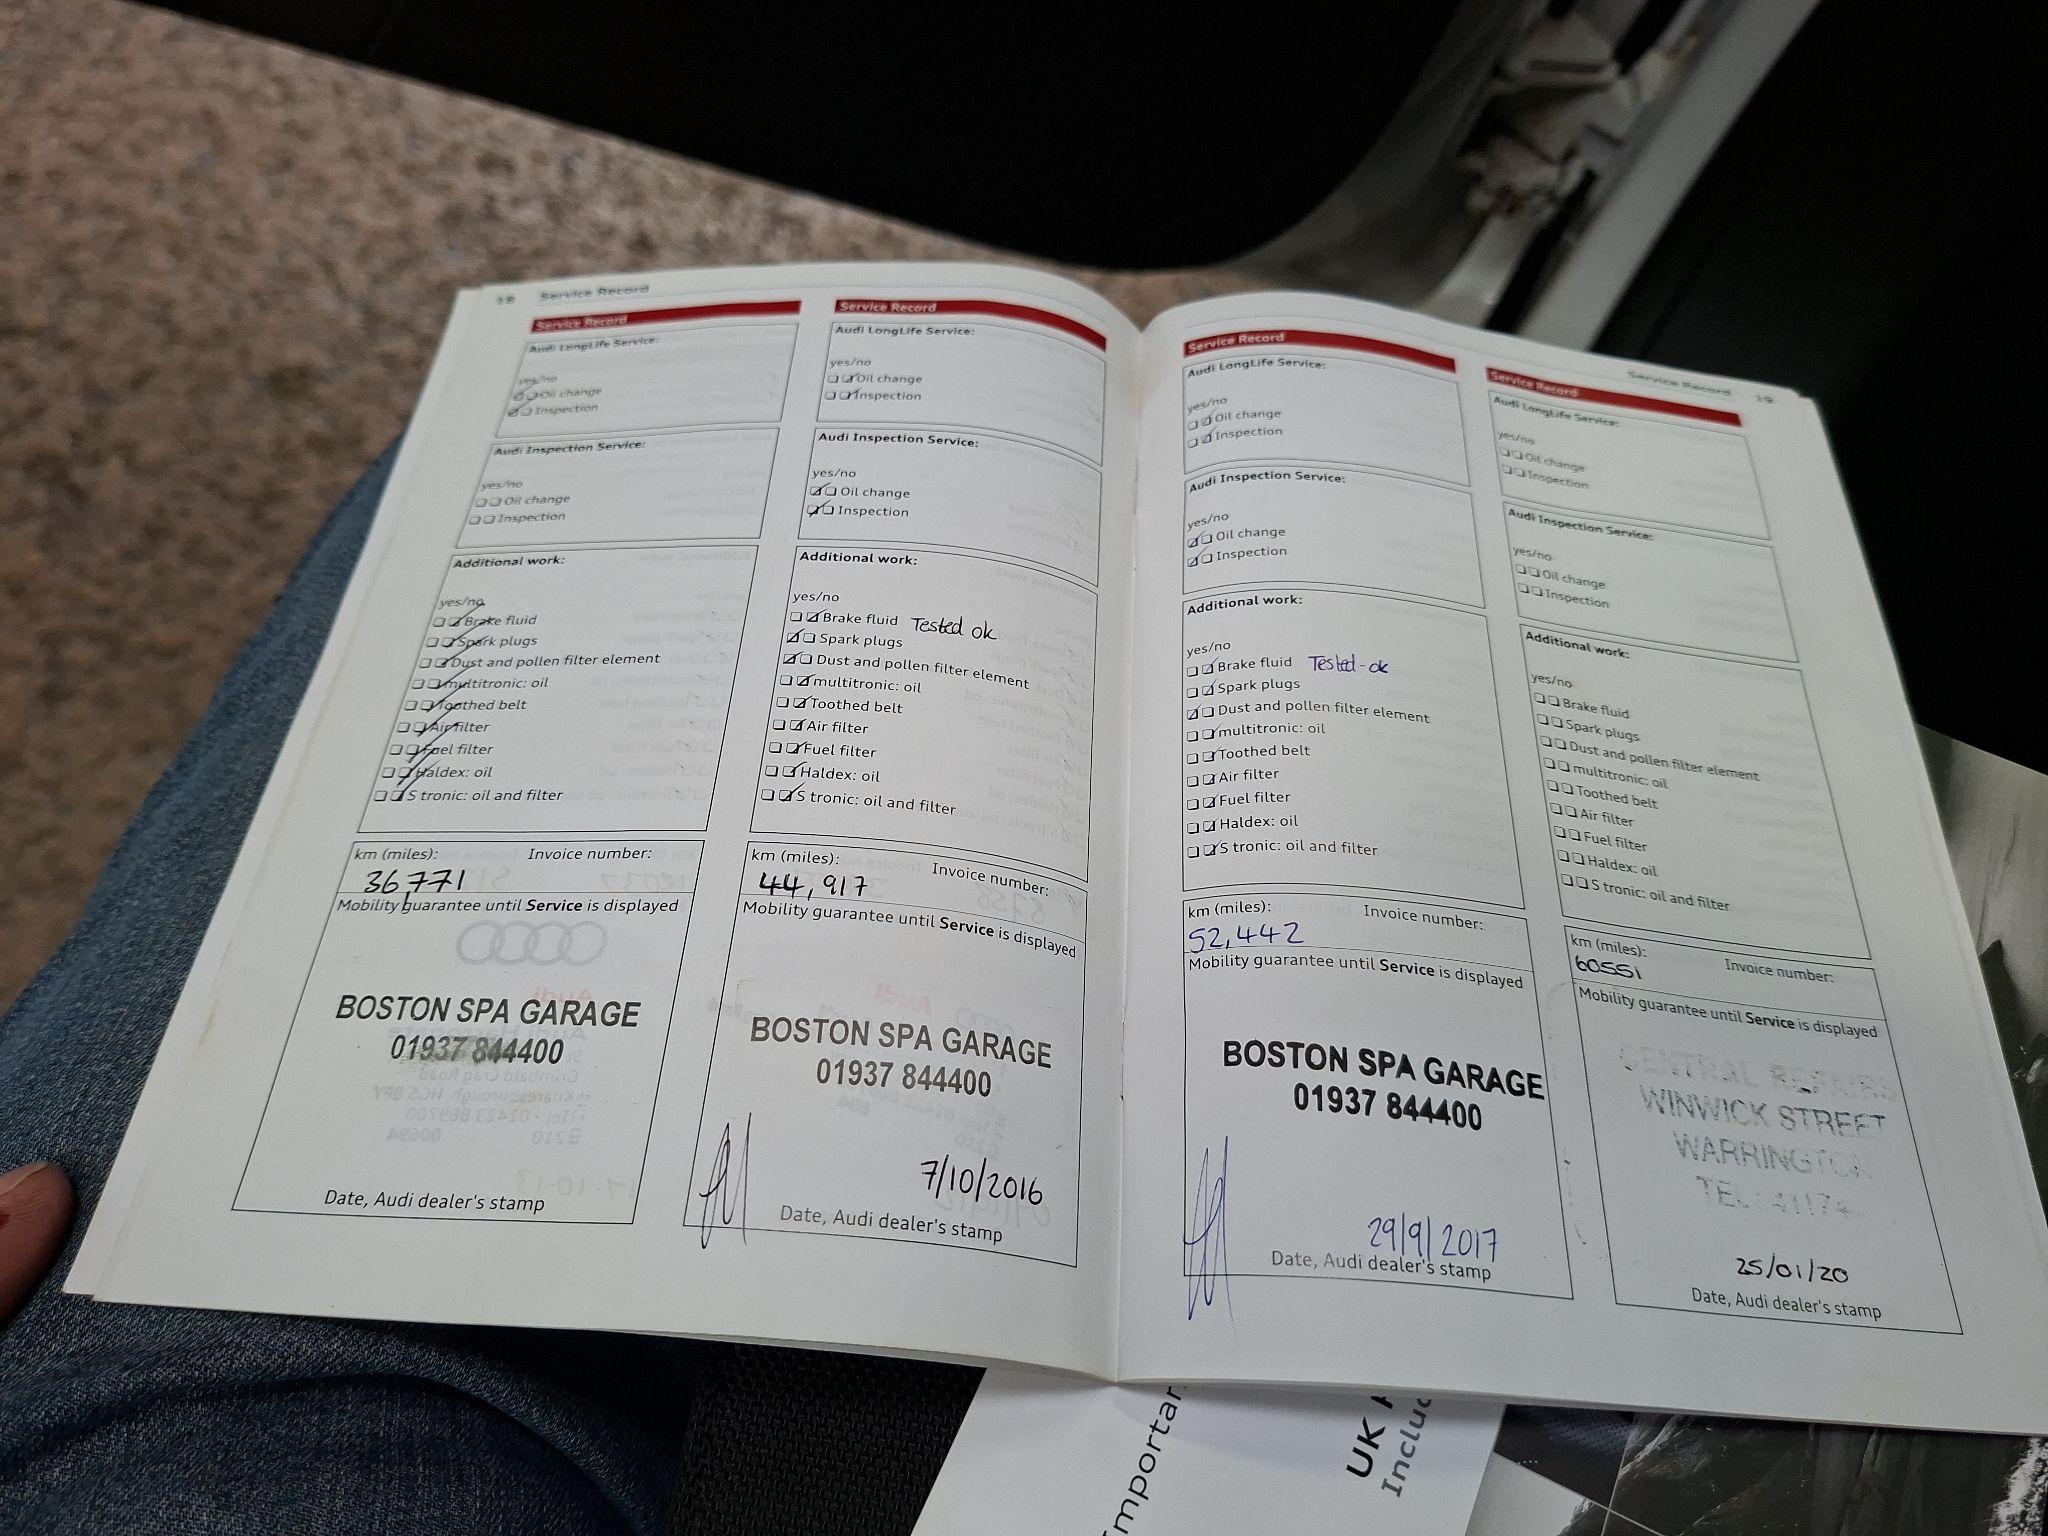 18 Service Record
Service Record
Audi LongLife Service:
yes/no
Oil change
Inspection
Audi Inspection Service:
yes/no
Oil change
Inspection
Additional work:
yes/no
Brake fluid
Spark plugs
Dust and pollen filter element
multitronic: oil
Toothed belt
Air filter
Fuel filter
Haldex: oil
S tronic: oil and filter
km (miles): Invoice number:
36,771
Mobility guarantee until Service is displayed
BOSTON SPA GARAGE
01937 844400
Date, Audi dealer's stamp
Service Record
Audi LongLife Service:
yes/no
Oil change
Inspection
Audi Inspection Service:
yes/no
Oil change
Inspection
Additional work:
yes/no
Brake fluid Tested ok
Spark plugs
Dust and pollen filter element
multitronic: oil
Toothed belt
Air filter
Fuel filter
Haldex: oil
S tronic: oil and filter
km (miles): Invoice number:
44,917
Mobility guarantee until Service is displayed
BOSTON SPA GARAGE
01937 844400
7/10/2016
Date, Audi dealer's stamp
Service Record
Audi LongLife Service:
yes/no
Oil change
Inspection
Audi Inspection Service:
yes/no
Oil change
Inspection
Additional work:
yes/no
Brake fluid Tested - ok
Spark plugs
Dust and pollen filter element
multitronic: oil
Toothed belt
Air filter
Fuel filter
Haldex: oil
S tronic: oil and filter
km (miles): Invoice number:
52,442
Mobility guarantee until Service is displayed
BOSTON SPA GARAGE
01937 844400
29/9/2017
Date, Audi dealer's stamp
Service Record 19
Service Record
Audi LongLife Service:
yes/no
Oil change
Inspection
Audi Inspection Service:
yes/no
Oil change
Inspection
Additional work:
yes/no
Brake fluid
Spark plugs
Dust and pollen filter element
multitronic: oil
Toothed belt
Air filter
Fuel filter
Haldex: oil
S tronic: oil and filter
km (miles): Invoice number:
60551
Mobility guarantee until Service is displayed
CENTRAL REPAIRS
WINWICK STREET
WARRINGTON
TEL:
25/01/20
Date, Audi dealer's stamp
Importan
UK
Includ